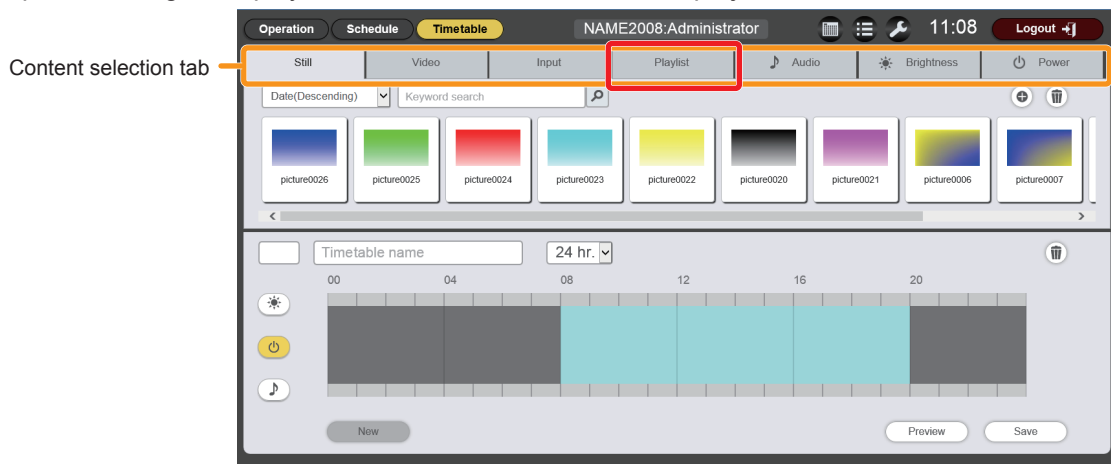 Operation Schedule Timetable NAME2008:Administrator 11:08 Logout
Content selection tab
Still Video Input Playlist Audio Brightness Power
Date(Descending) Keyword search
picture0026 picture0025 picture0024 picture0023 picture0022 picture0020 picture0021 picture0006 picture0007
Timetable name 24 hr.
00 04 08 12 16 20
New Preview Save